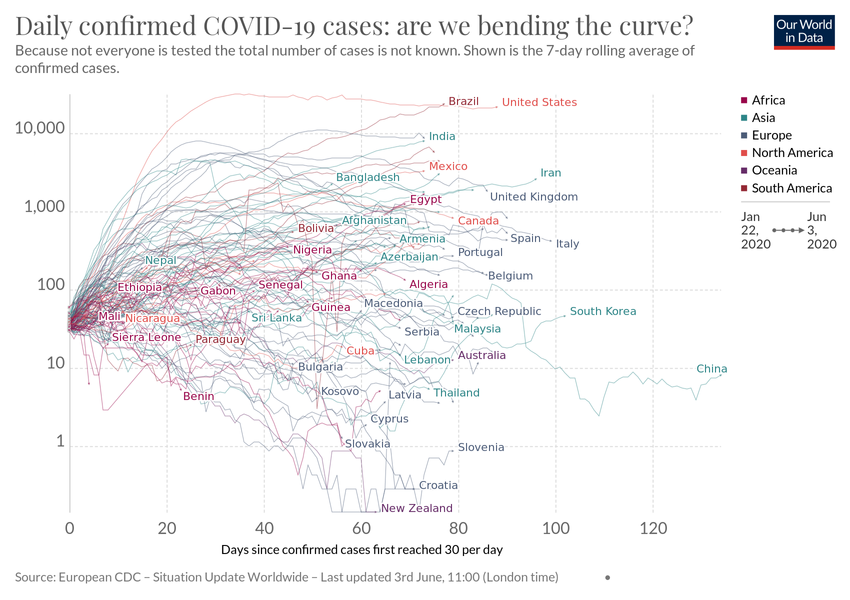 Daily confirmed COVID-19 cases: are we bending the curve?
Because not everyone is tested the total number of cases is not known. Shown is the 7-day rolling average of
confirmed cases.
Our World
in Data
Africa
Asia
Europe
North America
Oceania
South America
Jan
22,
2020
Jun
3,
2020
10,000
1,000
100
10
1
Brazil
United States
India
Mexico
Bangladesh
Iran
Egypt
United Kingdom
Afghanistan
Canada
Bolivia
Armenia
Spain
Italy
Nigeria
Azerbaijan
Portugal
Nepal
Ghana
Belgium
Ethiopia
Gabon
Senegal
Algeria
Guinea
Macedonia
Mali
Nicaragua
Sri Lanka
Czech Republic
South Korea
Sierra Leone
Paraguay
Serbia
Malaysia
Cuba
Lebanon
Australia
Bulgaria
China
Benin
Kosovo
Latvia
Thailand
Cyprus
Slovakia
Slovenia
Croatia
New Zealand
0
20
40
60
80
100
120
Days since confirmed cases first reached 30 per day
Source: European CDC – Situation Update Worldwide – Last updated 3rd June, 11:00 (London time)